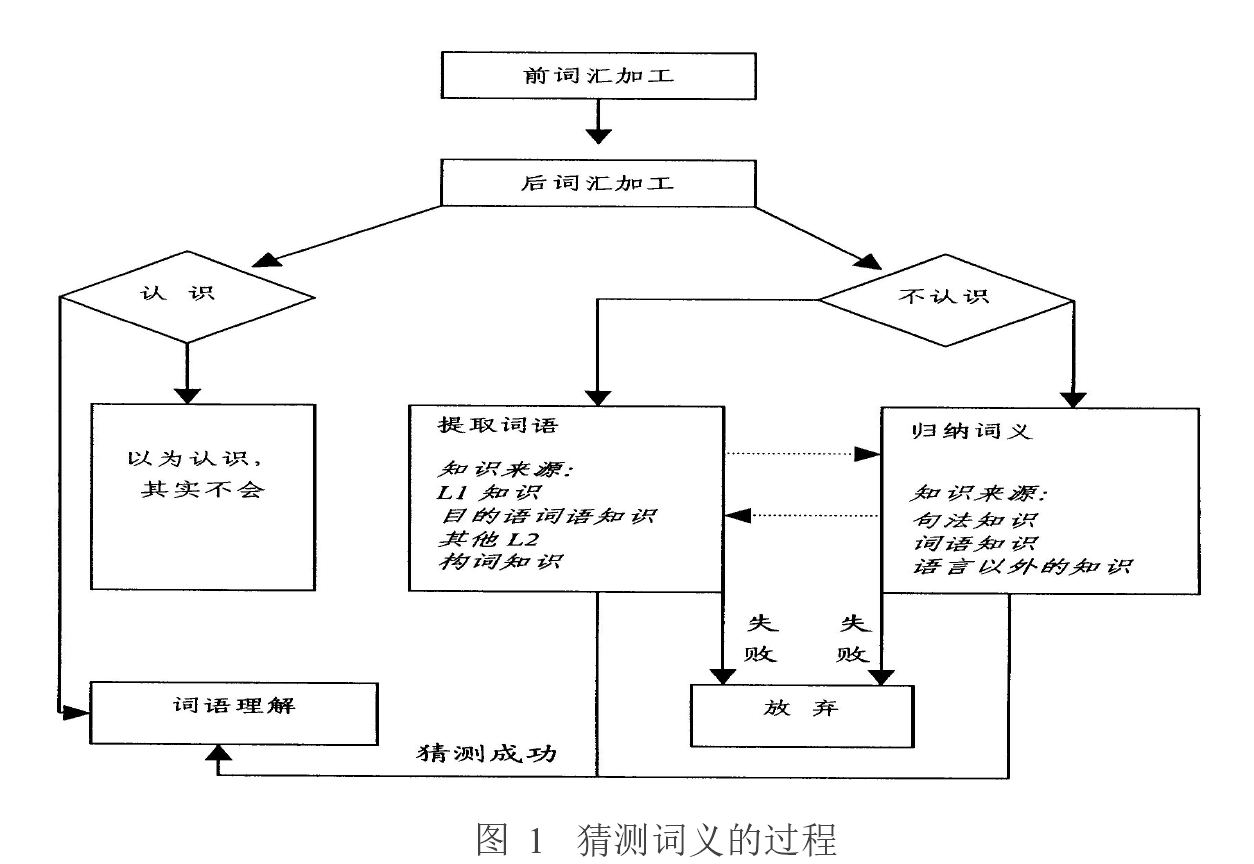 前词汇加工
后词汇加工
认 识
不认识
以为认识，
其实不会
提取词语
知识来源：
L1 知识
目的语词语知识
其他 L2
构词知识
归纳词义
知识来源：
句法知识
词语知识
语言以外的知识
失
败
失
败
词语理解
放 弃
猜测成功
图 1 猜测词义的过程